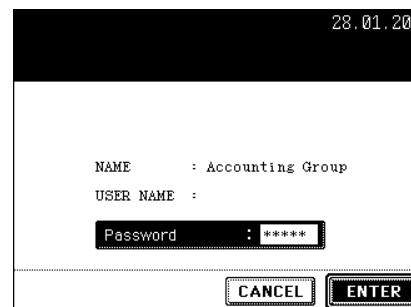 28.01.20
NAME : Accounting Group
USER NAME :
Password : *****
CANCEL ENTER